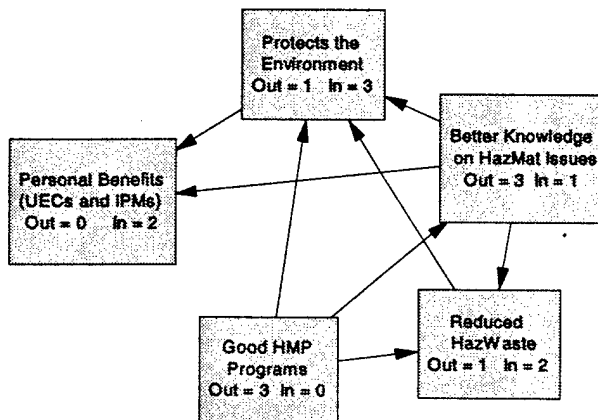 Protects the
Environment
Out = 1 In = 3
Better Knowledge
on HazMat Issues
Out = 3 In = 1
Personal Benefits
(UECs and IPMs)
Out = 0 In = 2
Reduced
HazWaste
Out = 1 In = 2
Good HMP
Programs
Out = 3 In = 0